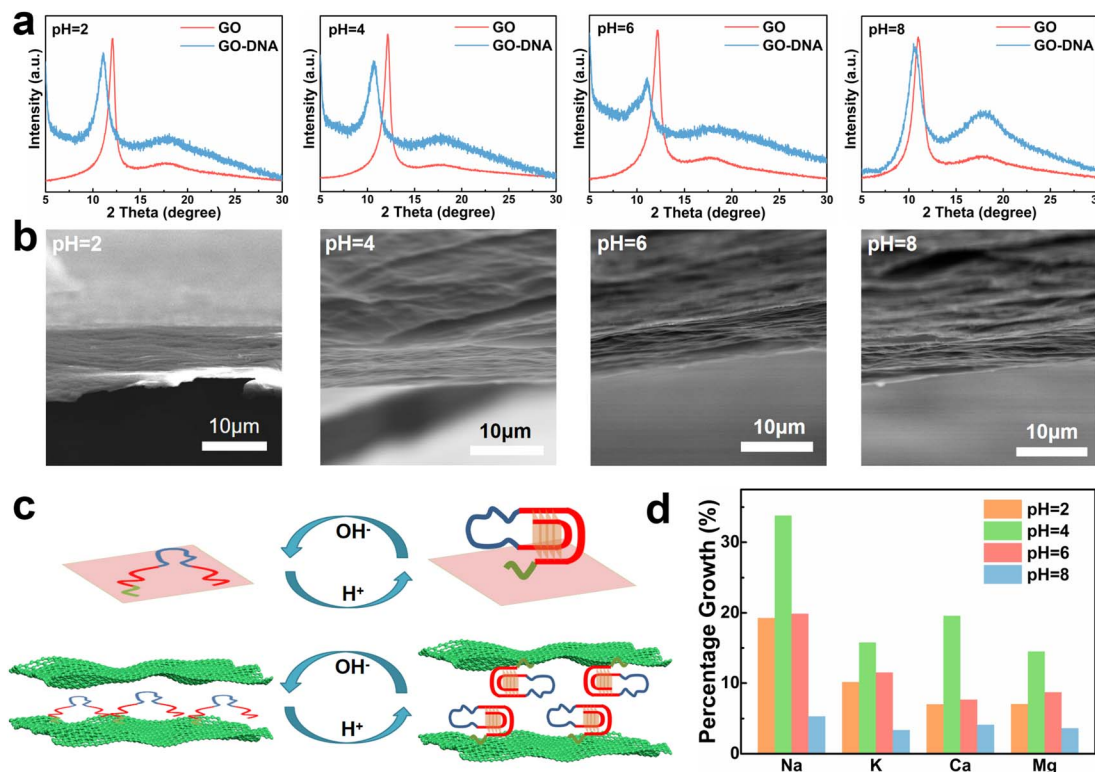 a
pH=2
GO
GO-DNA
Intensity (a.u.)
5 10 15 20 25 30
2 Theta (degree)
pH=4
GO
GO-DNA
Intensity (a.u.)
5 10 15 20 25 30
2 Theta (degree)
pH=6
GO
GO-DNA
Intensity (a.u.)
5 10 15 20 25 30
2 Theta (degree)
pH=8
GO
GO-DNA
Intensity (a.u.)
5 10 15 20 25 30
2 Theta (degree)
b
pH=2
10μm
pH=4
10μm
pH=6
10μm
pH=8
10μm
c
OH-
H+
OH-
H+
d
Percentage Growth (%)
30
20
10
0
pH=2
pH=4
pH=6
pH=8
Na K Ca Mg